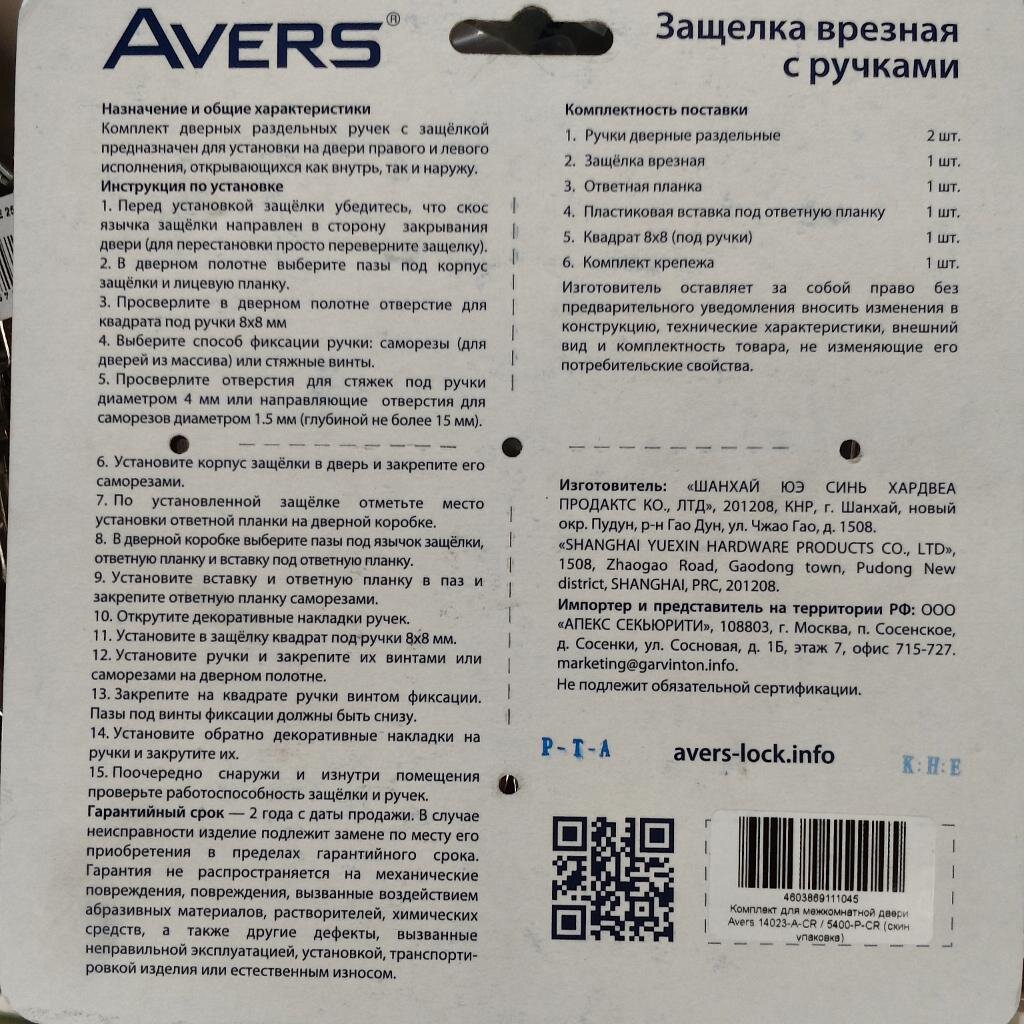 AVERS®
Защелка врезная
с ручками
Назначение и общие характеристики
Комплект дверных раздельных ручек с защёлкой
предназначен для установки на двери правого и левого
исполнения, открывающихся как внутрь, так и наружу.
Инструкция по установке
1. Перед установкой защёлки убедитесь, что скос
язычка защёлки направлен в сторону закрывания
двери (для перестановки просто переверните защелку).
2. В дверном полотне выберите пазы под корпус
защёлки и лицевую планку.
3. Просверлите в дверном полотне отверстие для
квадрата под ручки 8х8 мм
4. Выберите способ фиксации ручки: саморезы (для
дверей из массива) или стяжные винты.
5. Просверлите отверстия для стяжек под ручки
диаметром 4 мм или направляющие отверстия для
саморезов диаметром 1.5 мм (глубиной не более 15 мм).
6. Установите корпус защёлки в дверь и закрепите его
саморезами.
7. По установленной защёлке отметьте место
установки ответной планки на дверной коробке.
8. В дверной коробке выберите пазы под язычок защёлки,
ответную планку и вставку под ответную планку.
9. Установите вставку и ответную планку в паз и
закрепите ответную планку саморезами.
10. Открутите декоративные накладки ручек.
11. Установите в защёлку квадрат под ручки 8х8 мм.
12. Установите ручки и закрепите их винтами или
саморезами на дверном полотне.
13. Закрепите на квадрате ручки винтом фиксации.
Пазы под винты фиксации должны быть снизу.
14. Установите обратно декоративные накладки на
ручки и закрутите их.
15. Поочередно снаружи и изнутри помещения
проверьте работоспособность защёлки и ручек.
Гарантийный срок — 2 года с даты продажи. В случае
неисправности изделие подлежит замене по месту его
приобретения в пределах гарантийного срока.
Гарантия не распространяется на механические
повреждения, повреждения, вызванные воздействием
абразивных материалов, растворителей, химических
средств, а также другие дефекты, вызванные
неправильной эксплуатацией, установкой, транспорти-
ровкой изделия или естественным износом.
Комплектность поставки
1. Ручки дверные раздельные 2 шт.
2. Защёлка врезная 1 шт.
3. Ответная планка 1 шт.
4. Пластиковая вставка под ответную планку 1 шт.
5. Квадрат 8х8 (под ручки) 1 шт.
6. Комплект крепежа 1 шт.
Изготовитель оставляет за собой право без
предварительного уведомления вносить изменения в
конструкцию, технические характеристики, внешний
вид и комплектность товара, не изменяющие его
потребительские свойства.
Изготовитель: «ШАНХАЙ ЮЭ СИНЬ ХАРДВЕА
ПРОДАКТС КО., ЛТД», 201208, КНР, г. Шанхай, новый
окр. Пудун, р-н Гао Дун, ул. Чжао Гао, д. 1508.
«SHANGHAI YUEXIN HARDWARE PRODUCTS CO., LTD»,
1508, Zhaogao Road, Gaodong town, Pudong New
district, SHANGHAI, PRC, 201208.
Импортер и представитель на территории РФ: ООО
«АПЕКС СЕКЬЮРИТИ», 108803, г. Москва, п. Сосенское,
д. Сосенки, ул. Сосновая, д. 1Б, этаж 7, офис 715-727.
marketing@garvinton.info.
Не подлежит обязательной сертификации.
P-T-A
avers-lock.info
K:H:E
4603869111045
Комплект для межкомнатной двери
Avers 14023-A-CR / 5400-P-CR (скин
упаковка)